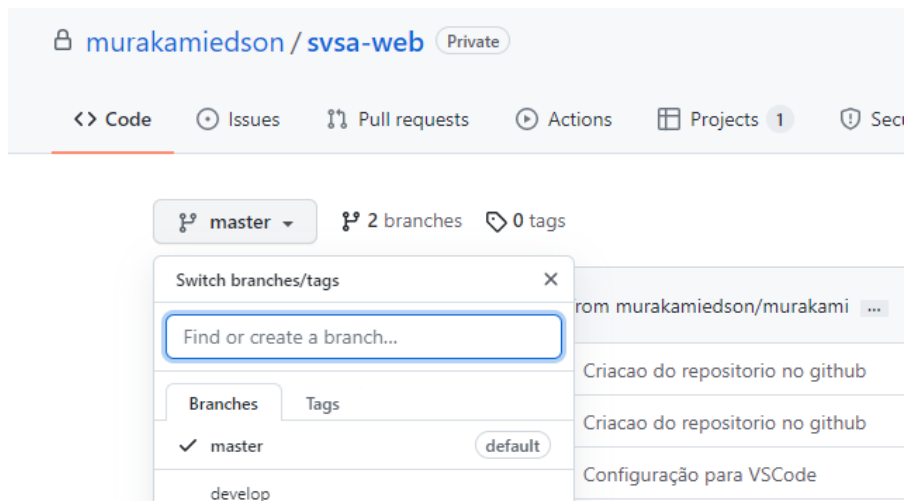 murakamiedson / svsa-web Private
<> Code Issues Pull requests Actions Projects 1 Secu
master 2 branches 0 tags
Switch branches/tags
rom murakamiedson/murakami ...
Find or create a branch...
Criacao do repositorio no github
Branches Tags
Criacao do repositorio no github
master default
Configuração para VSCode
develop